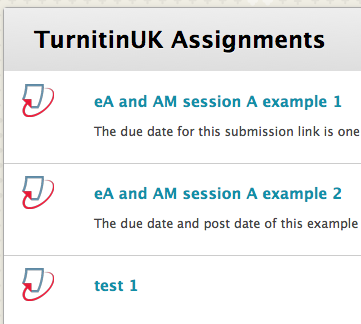 TurnitinUK Assignments
eA and AM session A example 1
The due date for this submission link is one
eA and AM session A example 2
The due date and post date of this example
test 1